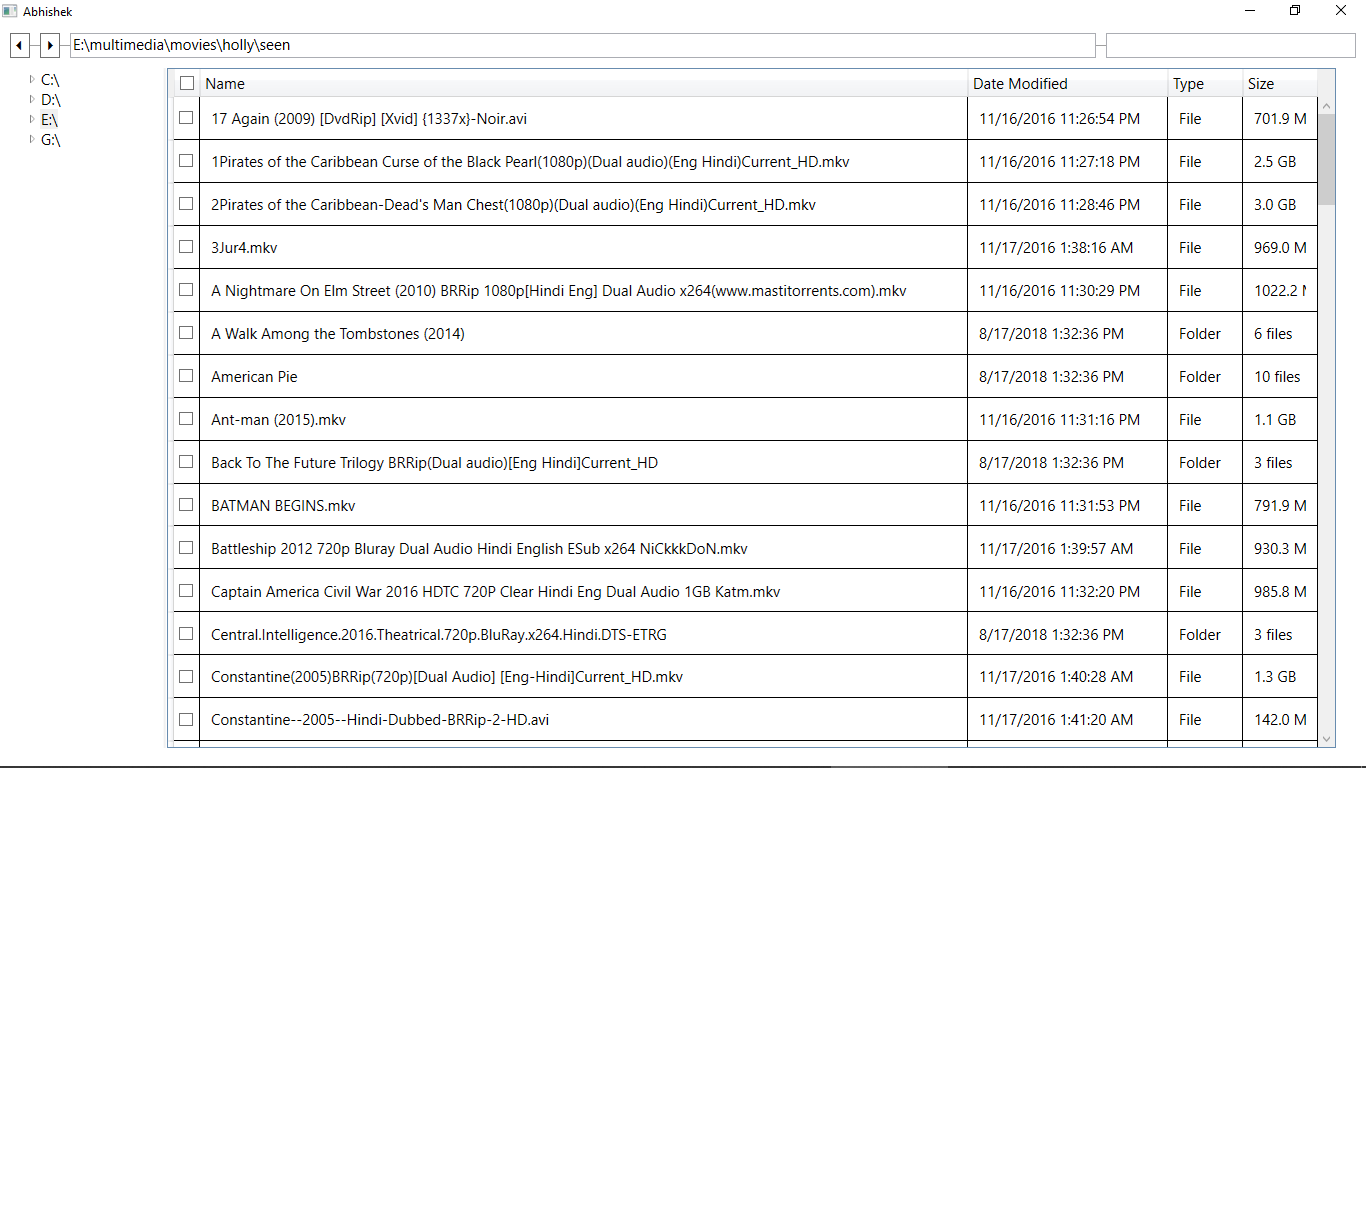 Abhishek
E:\multimedia\movies\holly\seen
C:\
D:\
E:\
G:\
Name Date Modified Type Size
17 Again (2009) [DvdRip] [Xvid] {1337x}-Noir.avi 11/16/2016 11:26:54 PM File 701.9 M
1Pirates of the Caribbean Curse of the Black Pearl(1080p)(Dual audio)(Eng Hindi)Current_HD.mkv 11/16/2016 11:27:18 PM File 2.5 GB
2Pirates of the Caribbean-Dead's Man Chest(1080p)(Dual audio)(Eng Hindi)Current_HD.mkv 11/16/2016 11:28:46 PM File 3.0 GB
3Jur4.mkv 11/17/2016 1:38:16 AM File 969.0 M
A Nightmare On Elm Street (2010) BRRip 1080p[Hindi Eng] Dual Audio x264(www.mastitorrents.com).mkv 11/16/2016 11:30:29 PM File 1022.2
A Walk Among the Tombstones (2014) 8/17/2018 1:32:36 PM Folder 6 files
American Pie 8/17/2018 1:32:36 PM Folder 10 files
Ant-man (2015).mkv 11/16/2016 11:31:16 PM File 1.1 GB
Back To The Future Trilogy BRRip(Dual audio)[Eng Hindi]Current_HD 8/17/2018 1:32:36 PM Folder 3 files
BATMAN BEGINS.mkv 11/16/2016 11:31:53 PM File 791.9 M
Battleship 2012 720p Bluray Dual Audio Hindi English ESub x264 NiCkkkDoN.mkv 11/17/2016 1:39:57 AM File 930.3 M
Captain America Civil War 2016 HDTC 720P Clear Hindi Eng Dual Audio 1GB Katm.mkv 11/16/2016 11:32:20 PM File 985.8 M
Central.Intelligence.2016.Theatrical.720p.BluRay.x264.Hindi.DTS-ETRG 8/17/2018 1:32:36 PM Folder 3 files
Constantine(2005)BRRip(720p)[Dual Audio] [Eng-Hindi]Current_HD.mkv 11/17/2016 1:40:28 AM File 1.3 GB
Constantine--2005--Hindi-Dubbed-BRRip-2-HD.avi 11/17/2016 1:41:20 AM File 142.0 M